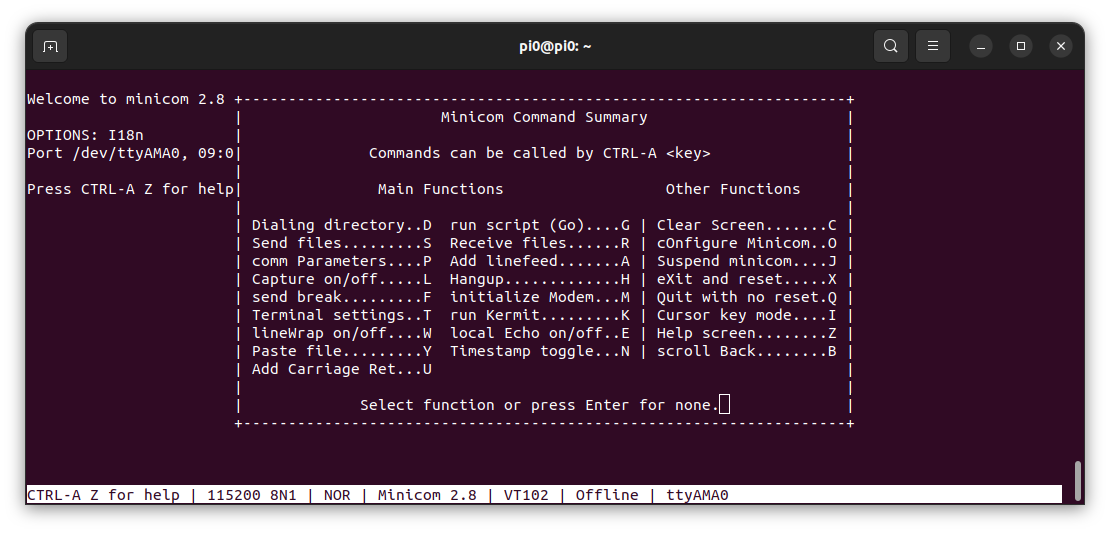 pi0@pi0: ~
Welcome to minicom 2.8 +-------------------------------------------------------------------+
| Minicom Command Summary |
OPTIONS: I18n | |
Port /dev/ttyAMA0, 09:0| Commands can be called by CTRL-A <key> |
| |
Press CTRL-A Z for help| Main Functions Other Functions |
| |
| Dialing directory..D run script (Go)....G | Clear Screen.......C |
| Send files.........S Receive files......R | cOnfigure Minicom..O |
| comm Parameters....P Add linefeed.......A | Suspend minicom....J |
| Capture on/off.....L Hangup.............H | eXit and reset.....X |
| send break.........F initialize Modem...M | Quit with no reset.Q |
| Terminal settings..T run Kermit.........K | Cursor key mode....I |
| lineWrap on/off....W local Echo on/off..E | Help screen........Z |
| Paste file.........Y Timestamp toggle...N | scroll Back........B |
| Add Carriage Ret...U |
| |
| Select function or press Enter for none. |
+-------------------------------------------------------------------+
CTRL-A Z for help | 115200 8N1 | NOR | Minicom 2.8 | VT102 | Offline | ttyAMA0